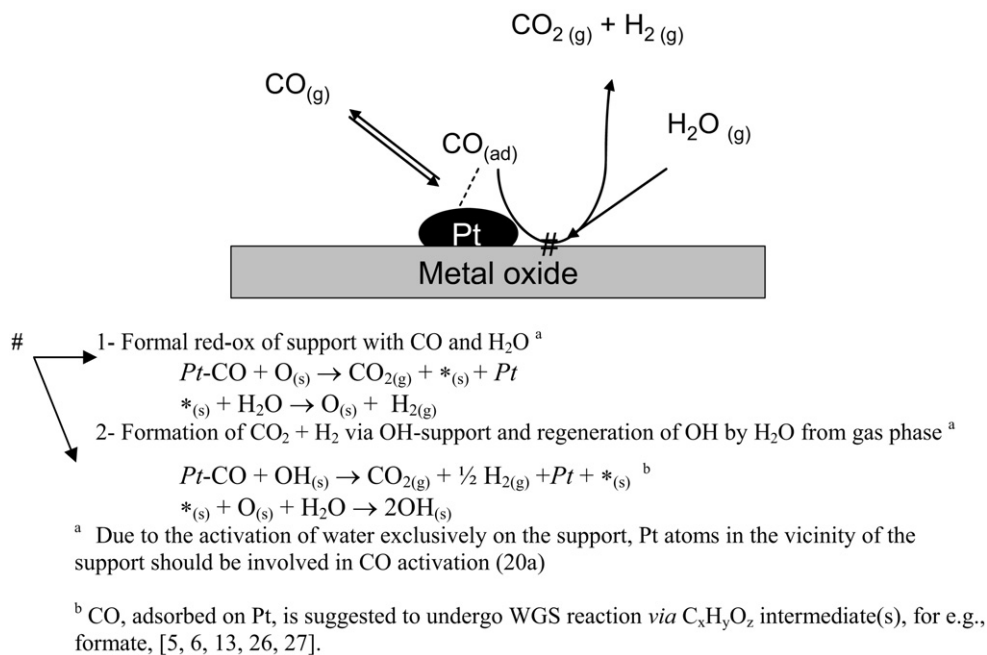 CO₂ (g) + H₂ (g)
CO(g)
H₂O (g)
CO(ad)
Pt
#
Metal oxide
# 1- Formal red-ox of support with CO and H₂O ᵃ
Pt-CO + O(s) → CO₂(g) + *(s) + Pt
*(s) + H₂O → O(s) + H₂(g)
2- Formation of CO₂ + H₂ via OH-support and regeneration of OH by H₂O from gas phase ᵃ
Pt-CO + OH(s) → CO₂(g) + ½ H₂(g) +Pt + *(s) ᵇ
*(s) + O(s) + H₂O → 2OH(s)
ᵃ Due to the activation of water exclusively on the support, Pt atoms in the vicinity of the
support should be involved in CO activation (20a)
ᵇ CO, adsorbed on Pt, is suggested to undergo WGS reaction via CₓHᵧO𝓏 intermediate(s), for e.g.,
formate, [5, 6, 13, 26, 27].